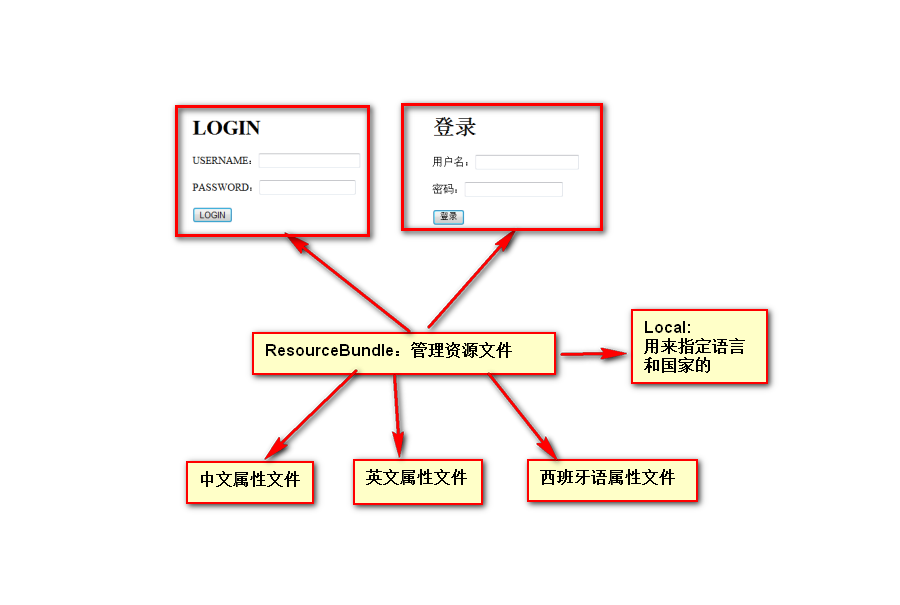 LOGIN
USERNAME：
PASSWORD：
LOGIN
登录
用户名：
密码：
登录
ResourceBundle：管理资源文件
Local:
用来指定语言
和国家的
中文属性文件
英文属性文件
西班牙语属性文件